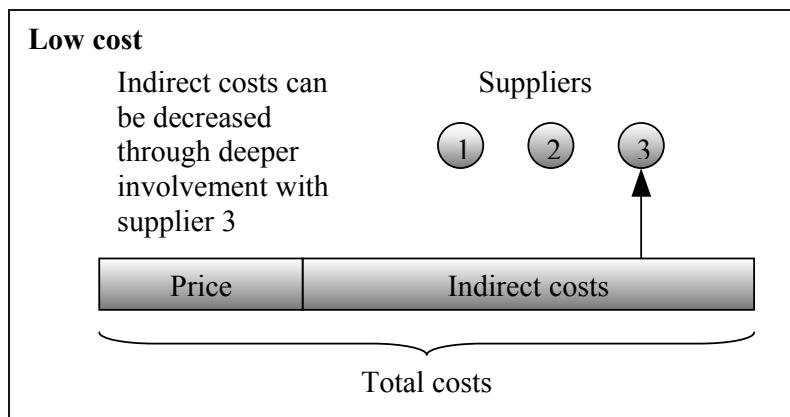 Low cost
Indirect costs can
be decreased
through deeper
involvement with
supplier 3
Suppliers
1 2 3
Price Indirect costs
Total costs